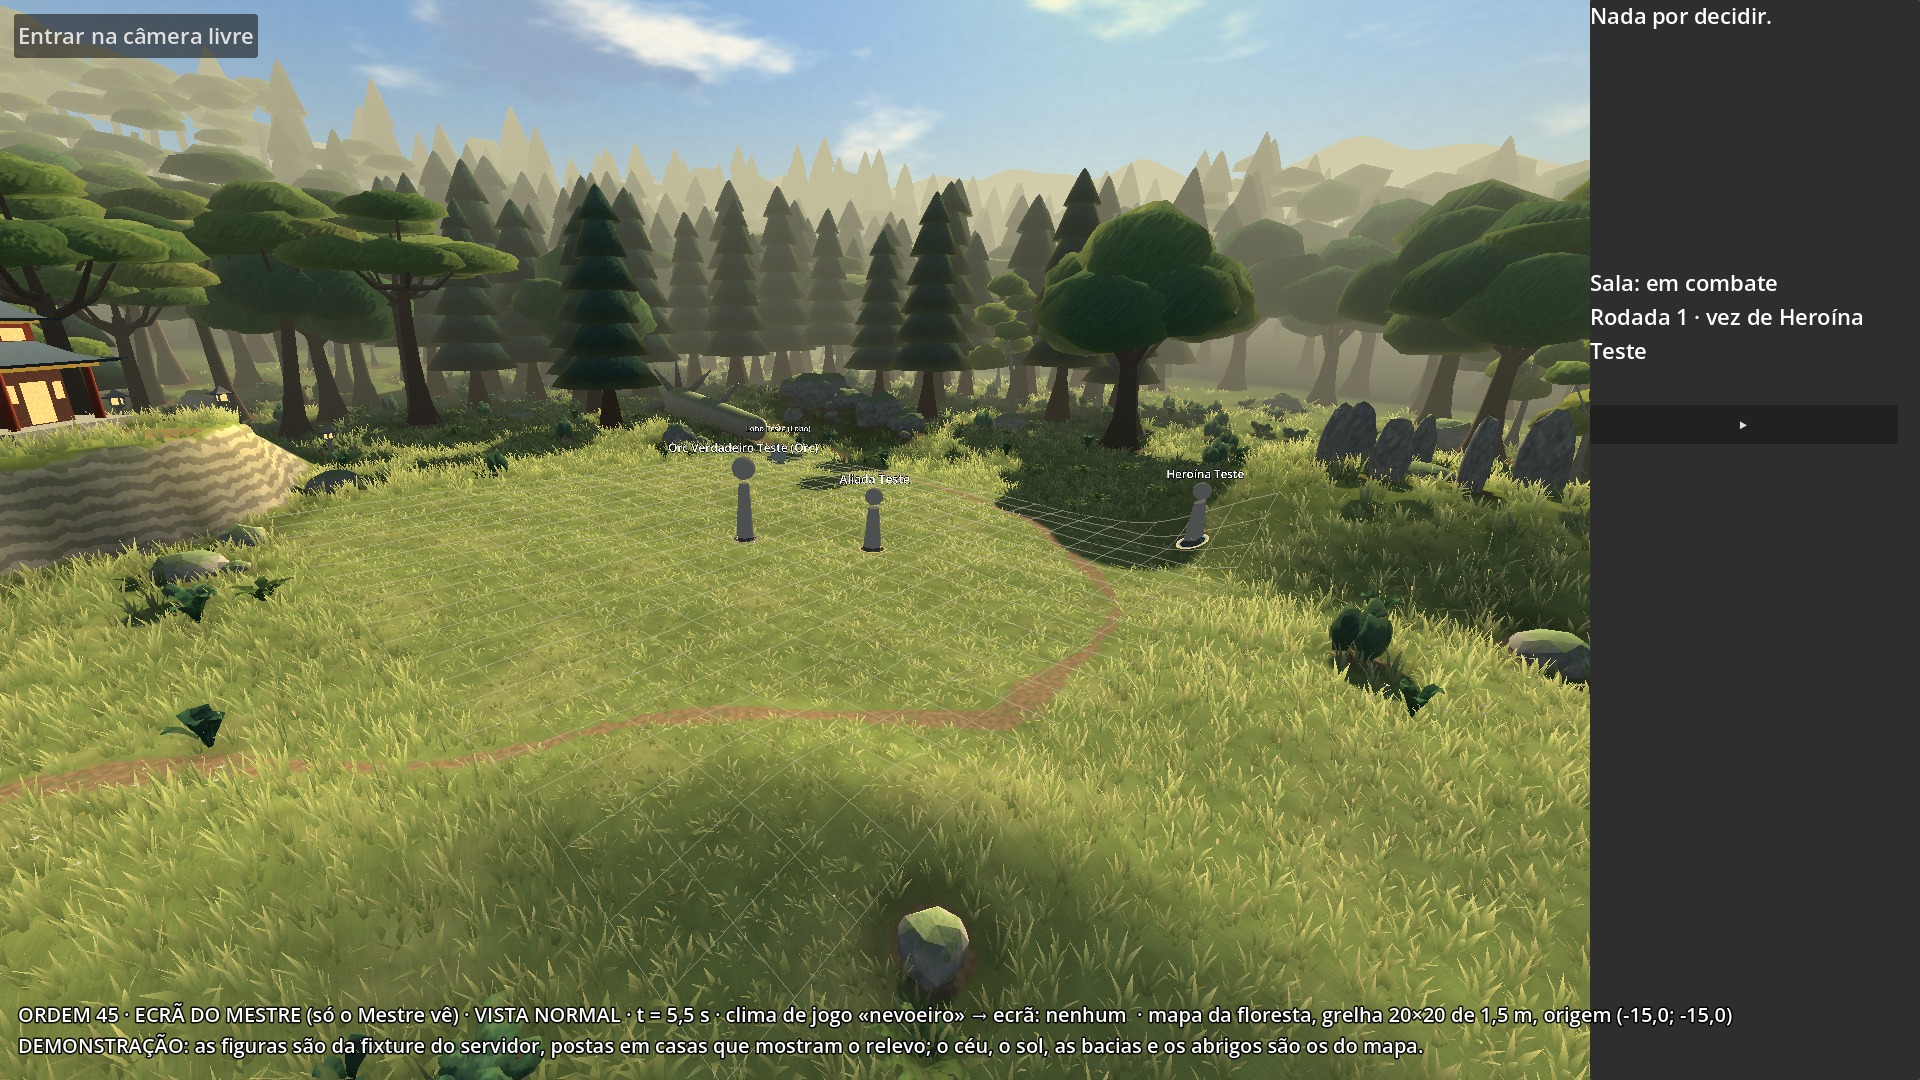 Entrar na câmera livre
Nada por decidir.
Sala: em combate
Rodada 1 · vez de Heroína
Teste
Orc Verdadeiro Teste (Orc)
Aliada Teste
Heroína Teste
ORDEM 45 · ECRÃ DO MESTRE (só o Mestre vê) · VISTA NORMAL · t = 5,5 s · clima de jogo «nevoeiro» → ecrã: nenhum · mapa da floresta, grelha 20×20 de 1,5 m, origem (-15,0; -15,0)
DEMONSTRAÇÃO: as figuras são da fixture do servidor, postas em casas que mostram o relevo; o céu, o sol, as bacias e os abrigos são os do mapa.